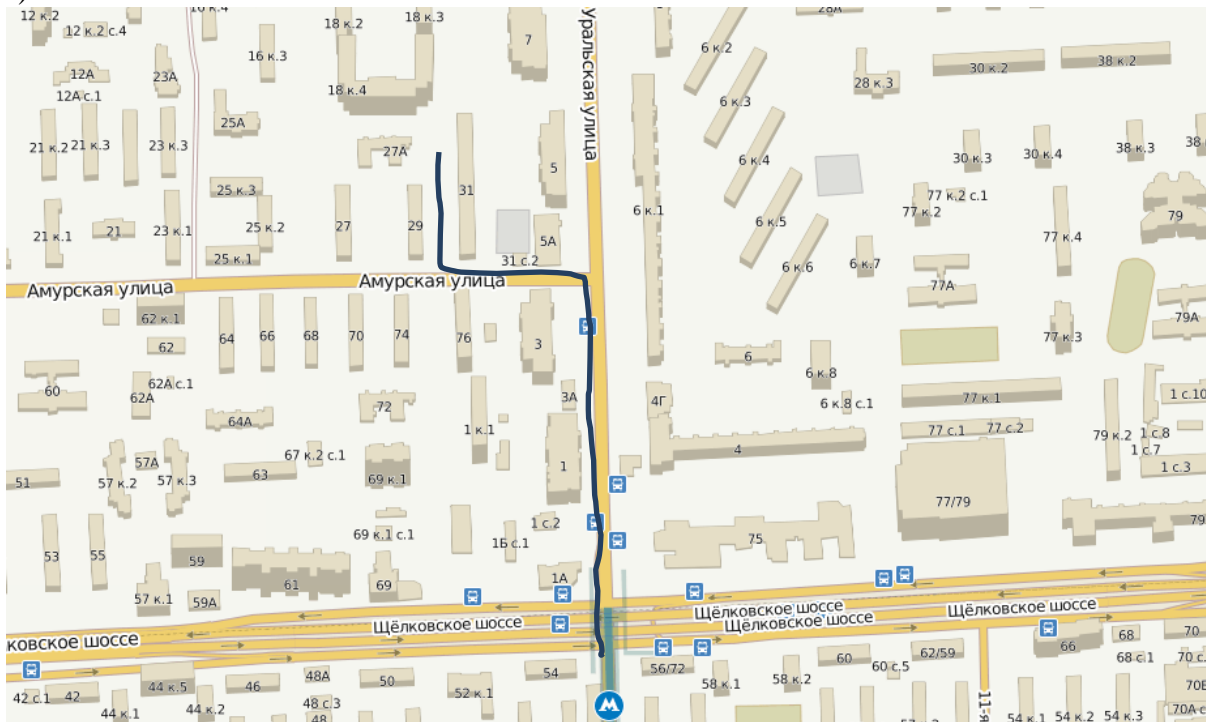 12 к.2
12 к.2 с.4
16 к.4
18 к.2
18 к.3
28А
16 к.3
7
Уральская улица
6 к.2
12А
23А
30 к.2
38 к.2
28 к.3
12А с.1
18 к.4
6 к.3
25А
21 к.2
21 к.3
23 к.3
27А
5
6 к.4
30 к.3
30 к.4
38 к.3
38
25 к.3
31
77 к.2 с.1
27
29
6 к.1
77 к.2
79
21 к.1
21
23 к.1
25 к.2
5А
6 к.5
77 к.4
25 к.1
31 с.2
6 к.6
6 к.7
Амурская улица
Амурская улица
77А
62 к.1
79А
64
66
68
70
74
76
3
77 к.3
62
6
60
6 к.8
62А с.1
62А
3А
4Г
77 к.1
1 с.10
72
6 к.8 с.1
64А
1 к.1
77 с.1
77 с.2
79 к.2
1 с.8
4
1 с.7
67 к.2 с.1
57А
1
1 с.3
51
57 к.2
57 к.3
63
69 к.1
77/79
1 с.2
79
69 к.1 с.1
1Б с.1
75
53
55
59
61
69
1А
57 к.1
59А
Щёлковское шоссе
Щёлковское шоссе
Щёлковское шоссе
Щёлковское шоссе
ковское шоссе
66
68
70
54
56/72
60
62/59
60 с.5
68 с.1
70 с.
42 с.1
42
44 к.5
46
48А
50
52 к.1
58 к.1
58 к.2
70Б
44 к.1
44 к.2
48 с.3
48
11-я
54 к.1
54 к.2
54 к.3
70А с